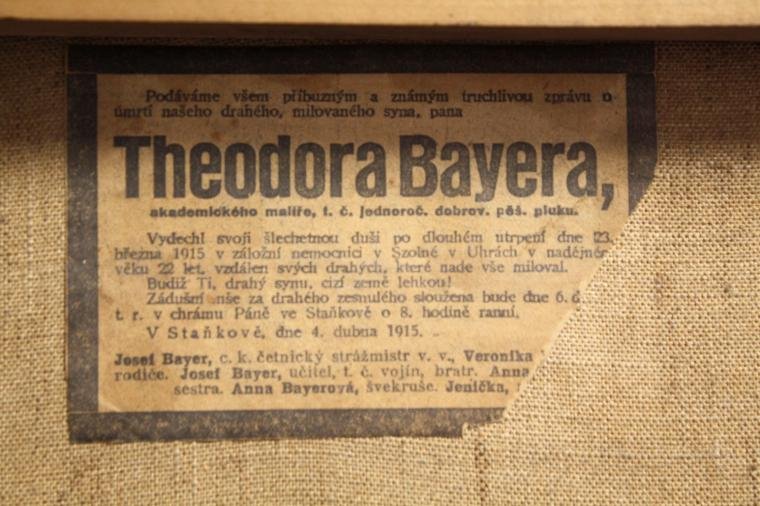 Podáváme všem příbuzným a známým truchlivou zprávu o
úmrtí našeho drahého, milovaného syna, pana
Theodora Bayera,
akademického malíře, t. č. jednoroč. dobrov. pěš. pluku.
Vydechl svoji šlechetnou duši po dlouhém utrpení dne 23.
března 1915 v záložní nemocnici v Szolné v Uhrách v nadějném
věku 22 let, vzdálen svých drahých, které nade vše miloval.
Budiž Ti, drahý synu, cizí země lehkou!
Zádušní mše za drahého zesnulého sloužena bude dne 6. d
t. r. v chrámu Páně ve Staňkově o 8. hodině ranní.
V Staňkově, dne 4. dubna 1915.
Josef Bayer, c. k. četnický strážmistr v. v., Veronika
rodiče. Josef Bayer, učitel, t. č. vojín, bratr. Anna
sestra. Anna Bayerová, švekruše. Jenička,